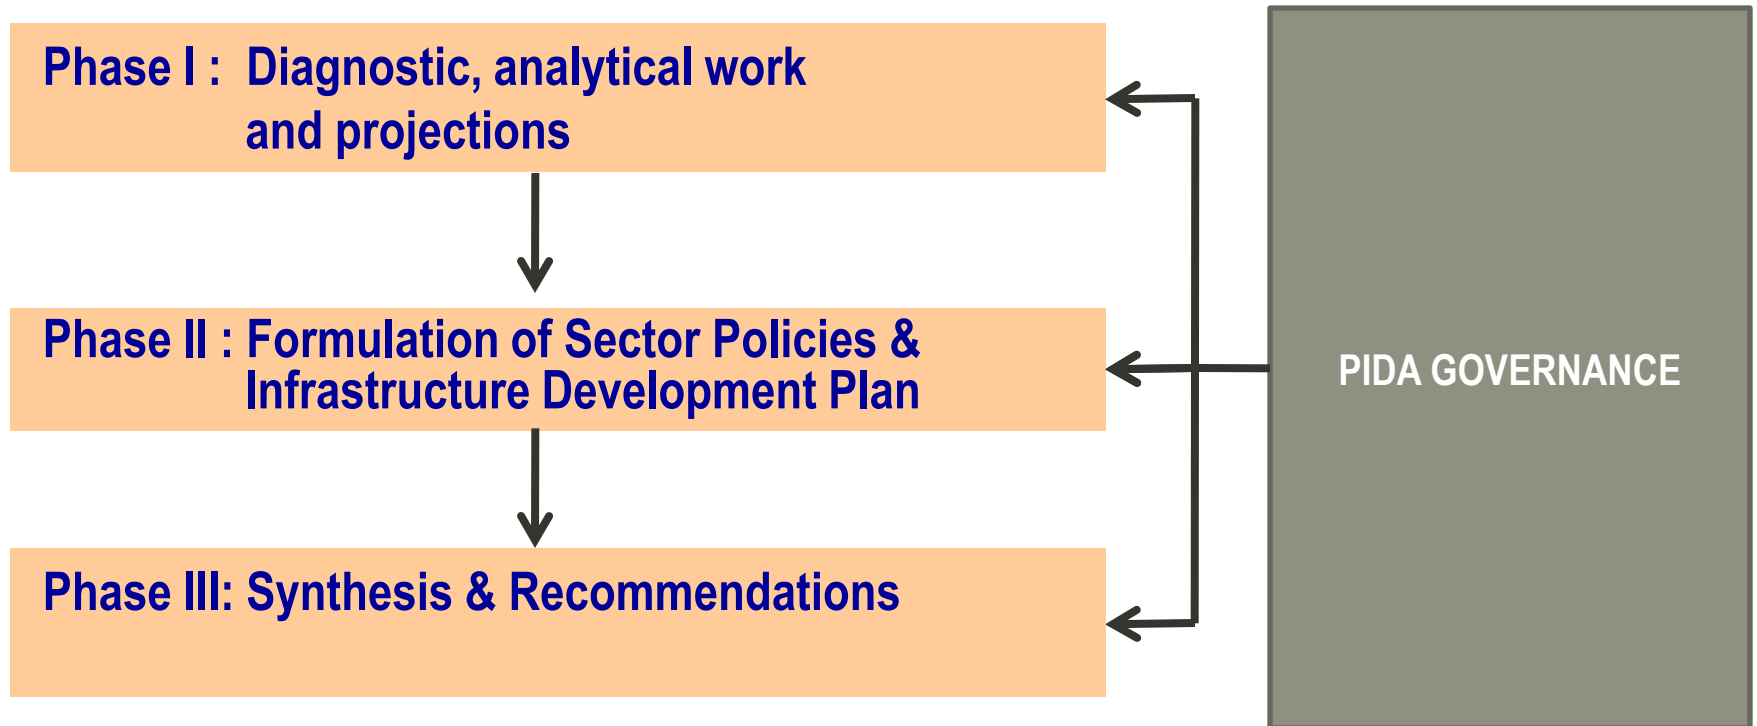 Phase I : Diagnostic, analytical work
and projections
Phase II : Formulation of Sector Policies &
Infrastructure Development Plan
Phase III: Synthesis & Recommendations
PIDA GOVERNANCE